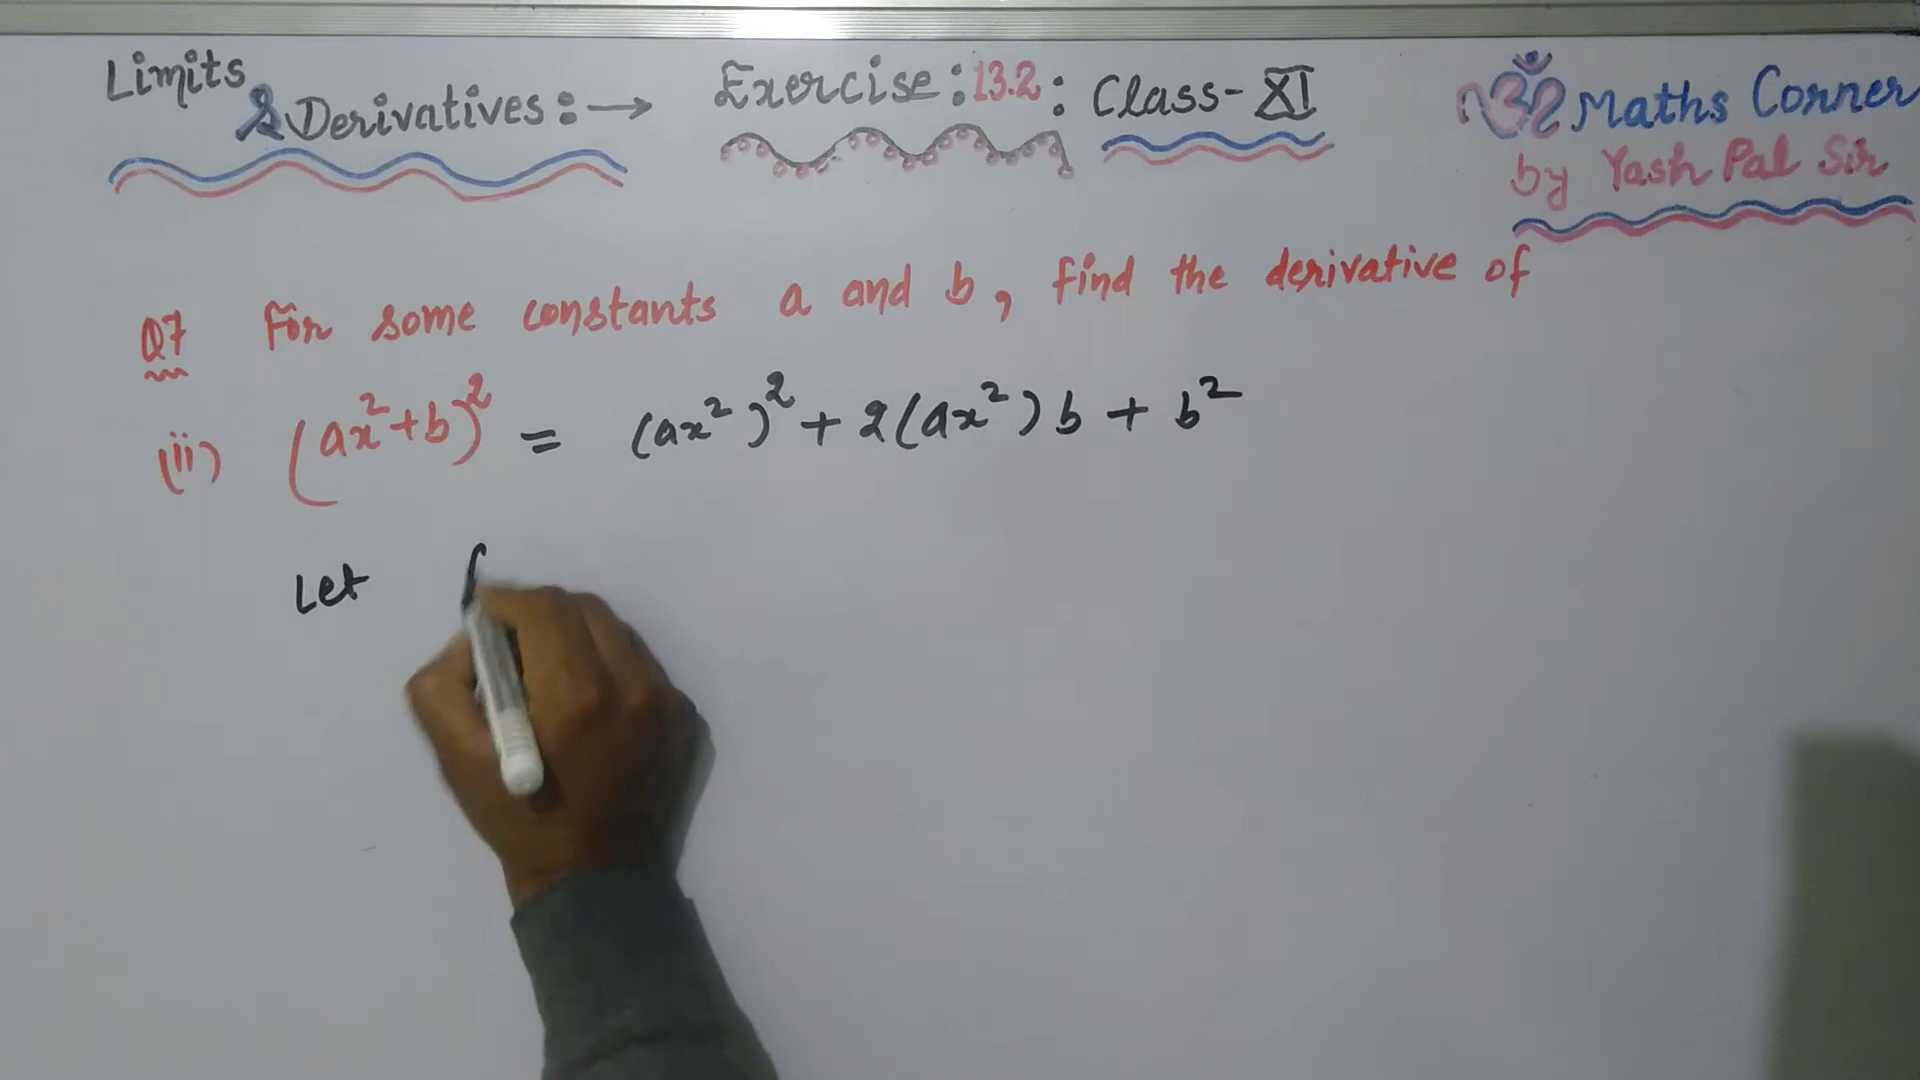 Limits
& Derivatives :→ Exercise : 13.2 : Class-XI
ॐ Maths Corner
by Yash Pal Sir
Q7 For some constants a and b, find the derivative of
(ii) (ax²+b)² = (ax²)² + 2(ax²)b + b²
Let f